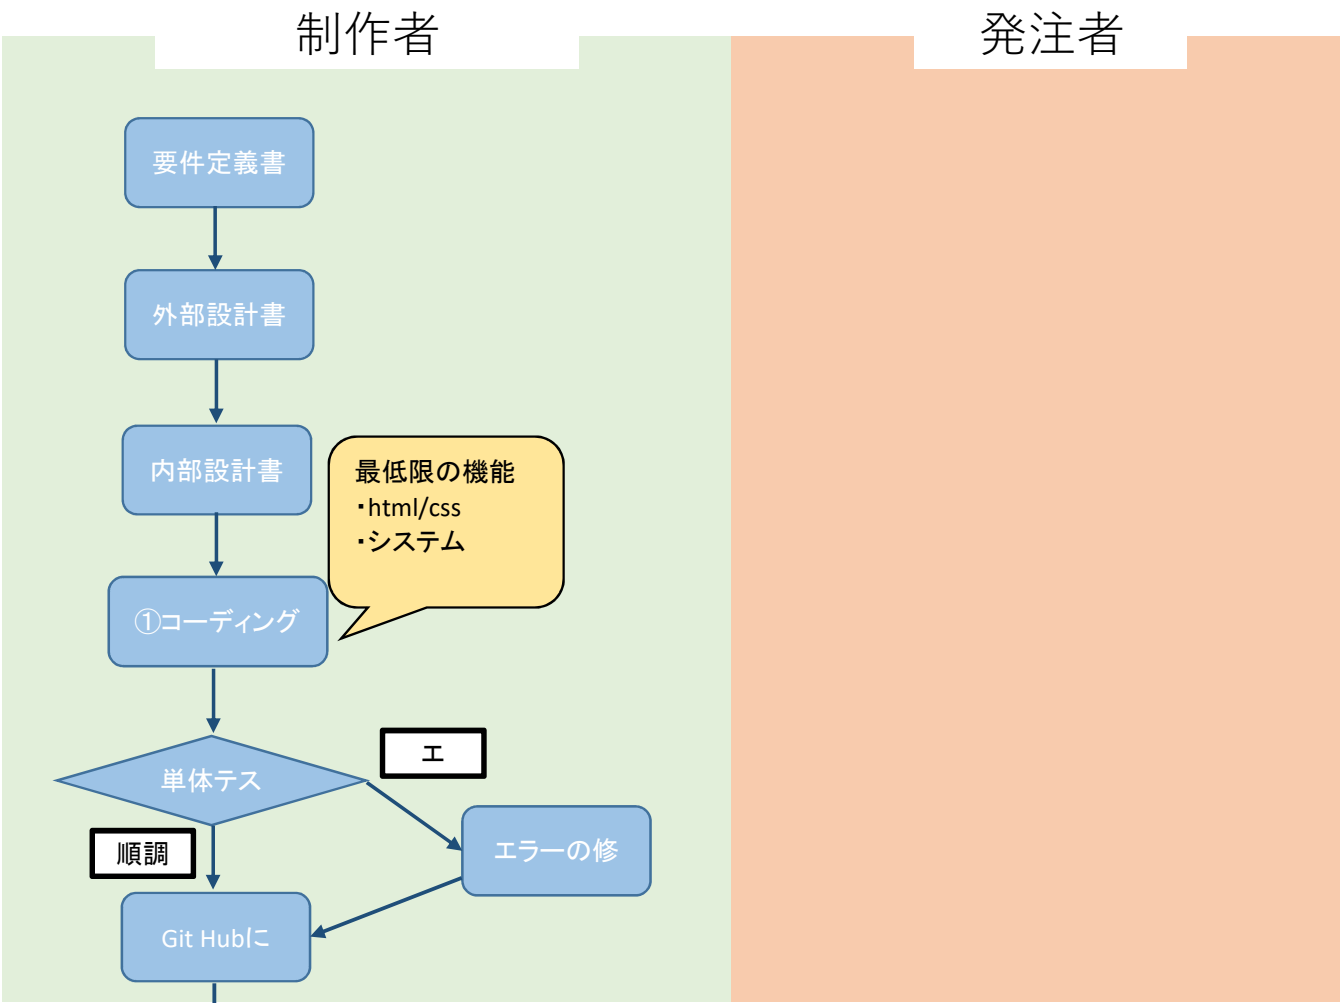 制作者
発注者
要件定義書
外部設計書
内部設計書
最低限の機能
・html/css
・システム
①コーディング
エ
単体テス
順調
エラーの修
Git Hubに